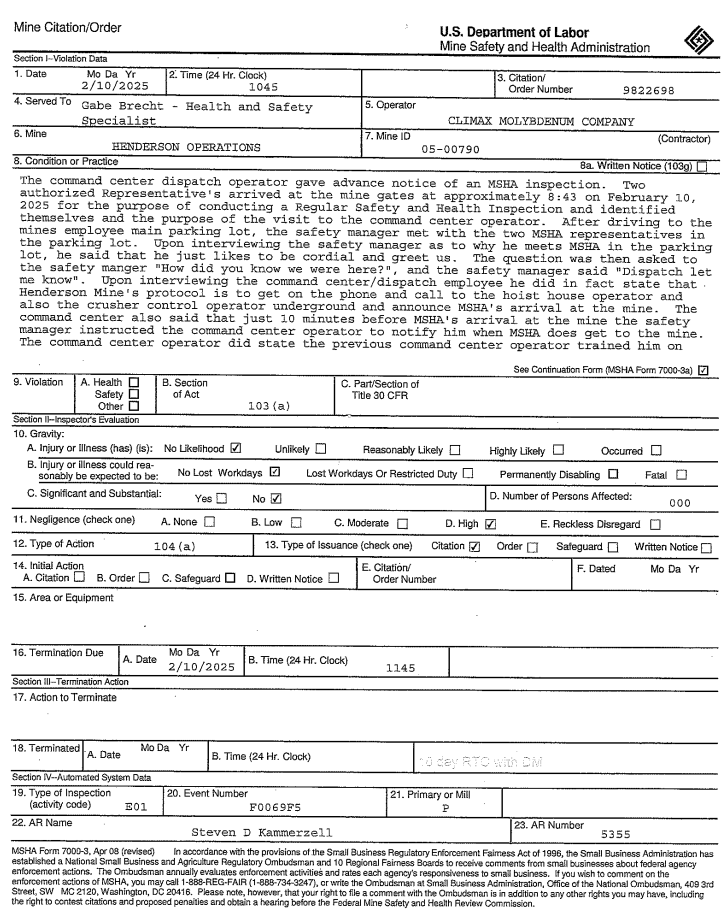 Mine Citation/Order
U.S. Department of Labor
Mine Safety and Health Administration
Section I--Violation Data
1. Date Mo Da Yr 2/10/2025 2. Time (24 Hr. Clock) 1045 3. Citation/ Order Number 9822698
4. Served To Gabe Brecht - Health and Safety Specialist 5. Operator CLIMAX MOLYBDENUM COMPANY
6. Mine HENDERSON OPERATIONS 7. Mine ID 05-00790 (Contractor)
8. Condition or Practice 8a. Written Notice (103g)
The command center dispatch operator gave advance notice of an MSHA inspection. Two
authorized Representative's arrived at the mine gates at approximately 8:43 on February 10,
2025 for the purpose of conducting a Regular Safety and Health Inspection and identified
themselves and the purpose of the visit to the command center operator. After driving to the
mines employee main parking lot, the safety manager met with the two MSHA representatives in
the parking lot. Upon interviewing the safety manager as to why he meets MSHA in the parking
lot, he said that he just likes to be cordial and greet us. The question was then asked to
the safety manger "How did you know we were here?", and the safety manager said "Dispatch let
me know". Upon interviewing the command center/dispatch employee he did in fact state that
Henderson Mine's protocol is to get on the phone and call to the hoist house operator and
also the crusher control operator underground and announce MSHA's arrival at the mine. The
command center also said that just 10 minutes before MSHA's arrival at the mine the safety
manager instructed the command center operator to notify him when MSHA does get to the mine.
The command center operator did state the previous command center operator trained him on
See Continuation Form (MSHA Form 7000-3a) ☑
9. Violation A. Health ☐ Safety ☐ Other ☐ B. Section of Act 103(a) C. Part/Section of Title 30 CFR
Section II--Inspector's Evaluation
10. Gravity:
A. Injury or Illness (has) (is): No Likelihood ☑ Unlikely ☐ Reasonably Likely ☐ Highly Likely ☐ Occurred ☐
B. Injury or illness could reasonably be expected to be: No Lost Workdays ☑ Lost Workdays Or Restricted Duty ☐ Permanently Disabling ☐ Fatal ☐
C. Significant and Substantial: Yes ☐ No ☑ D. Number of Persons Affected: 000
11. Negligence (check one) A. None ☐ B. Low ☐ C. Moderate ☐ D. High ☑ E. Reckless Disregard ☐
12. Type of Action 104(a) 13. Type of Issuance (check one) Citation ☑ Order ☐ Safeguard ☐ Written Notice ☐
14. Initial Action
A. Citation ☐ B. Order ☐ C. Safeguard ☐ D. Written Notice ☐ E. Citation/ Order Number F. Dated Mo Da Yr
15. Area or Equipment
16. Termination Due A. Date Mo Da Yr 2/10/2025 B. Time (24 Hr. Clock) 1145
Section III--Termination Action
17. Action to Terminate
18. Terminated A. Date Mo Da Yr B. Time (24 Hr. Clock) day RTC with DM
Section IV--Automated System Data
19. Type of Inspection (activity code) E01 20. Event Number F0069F5 21. Primary or Mill P
22. AR Name Steven D Kammerzell 23. AR Number 5355
MSHA Form 7000-3, Apr 08 (revised) In accordance with the provisions of the Small Business Regulatory Enforcement Fairness Act of 1996, the Small Business Administration has
established a National Small Business and Agriculture Regulatory Ombudsman and 10 Regional Fairness Boards to receive comments from small businesses about federal agency
enforcement actions. The Ombudsman annually evaluates enforcement activities and rates each agency's responsiveness to small business. If you wish to comment on the
enforcement actions of MSHA, you may call 1-888-REG-FAIR (1-888-734-3247), or write the Ombudsman at Small Business Administration, Office of the National Ombudsman, 409 3rd
Street, SW MC 2120, Washington, DC 20416. Please note, however, that your right to file a comment with the Ombudsman is in addition to any other rights you may have, including
the right to contest citations and proposed penalties and obtain a hearing before the Federal Mine Safety and Health Review Commission.